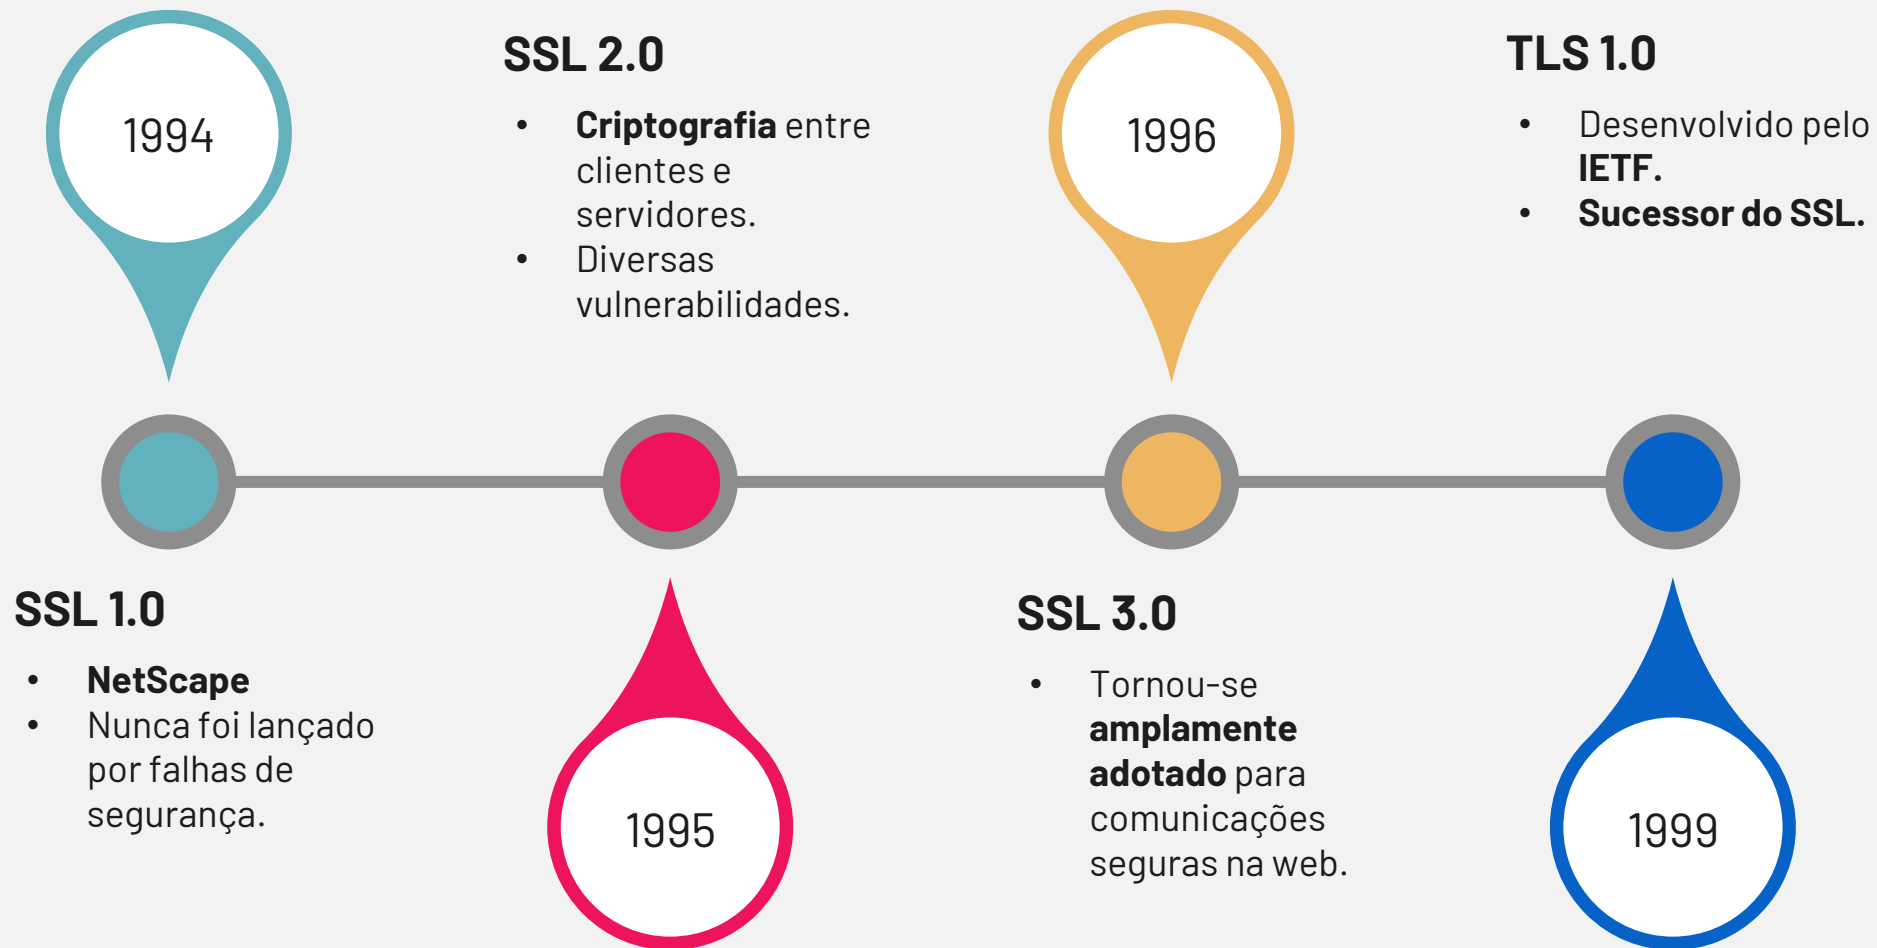 1994
SSL 1.0
• NetScape
• Nunca foi lançado
por falhas de
segurança.
SSL 2.0
• Criptografia entre
clientes e
servidores.
• Diversas
vulnerabilidades.
1995
1996
SSL 3.0
• Tornou-se
amplamente
adotado para
comunicações
seguras na web.
TLS 1.0
• Desenvolvido pelo
IETF.
• Sucessor do SSL.
1999